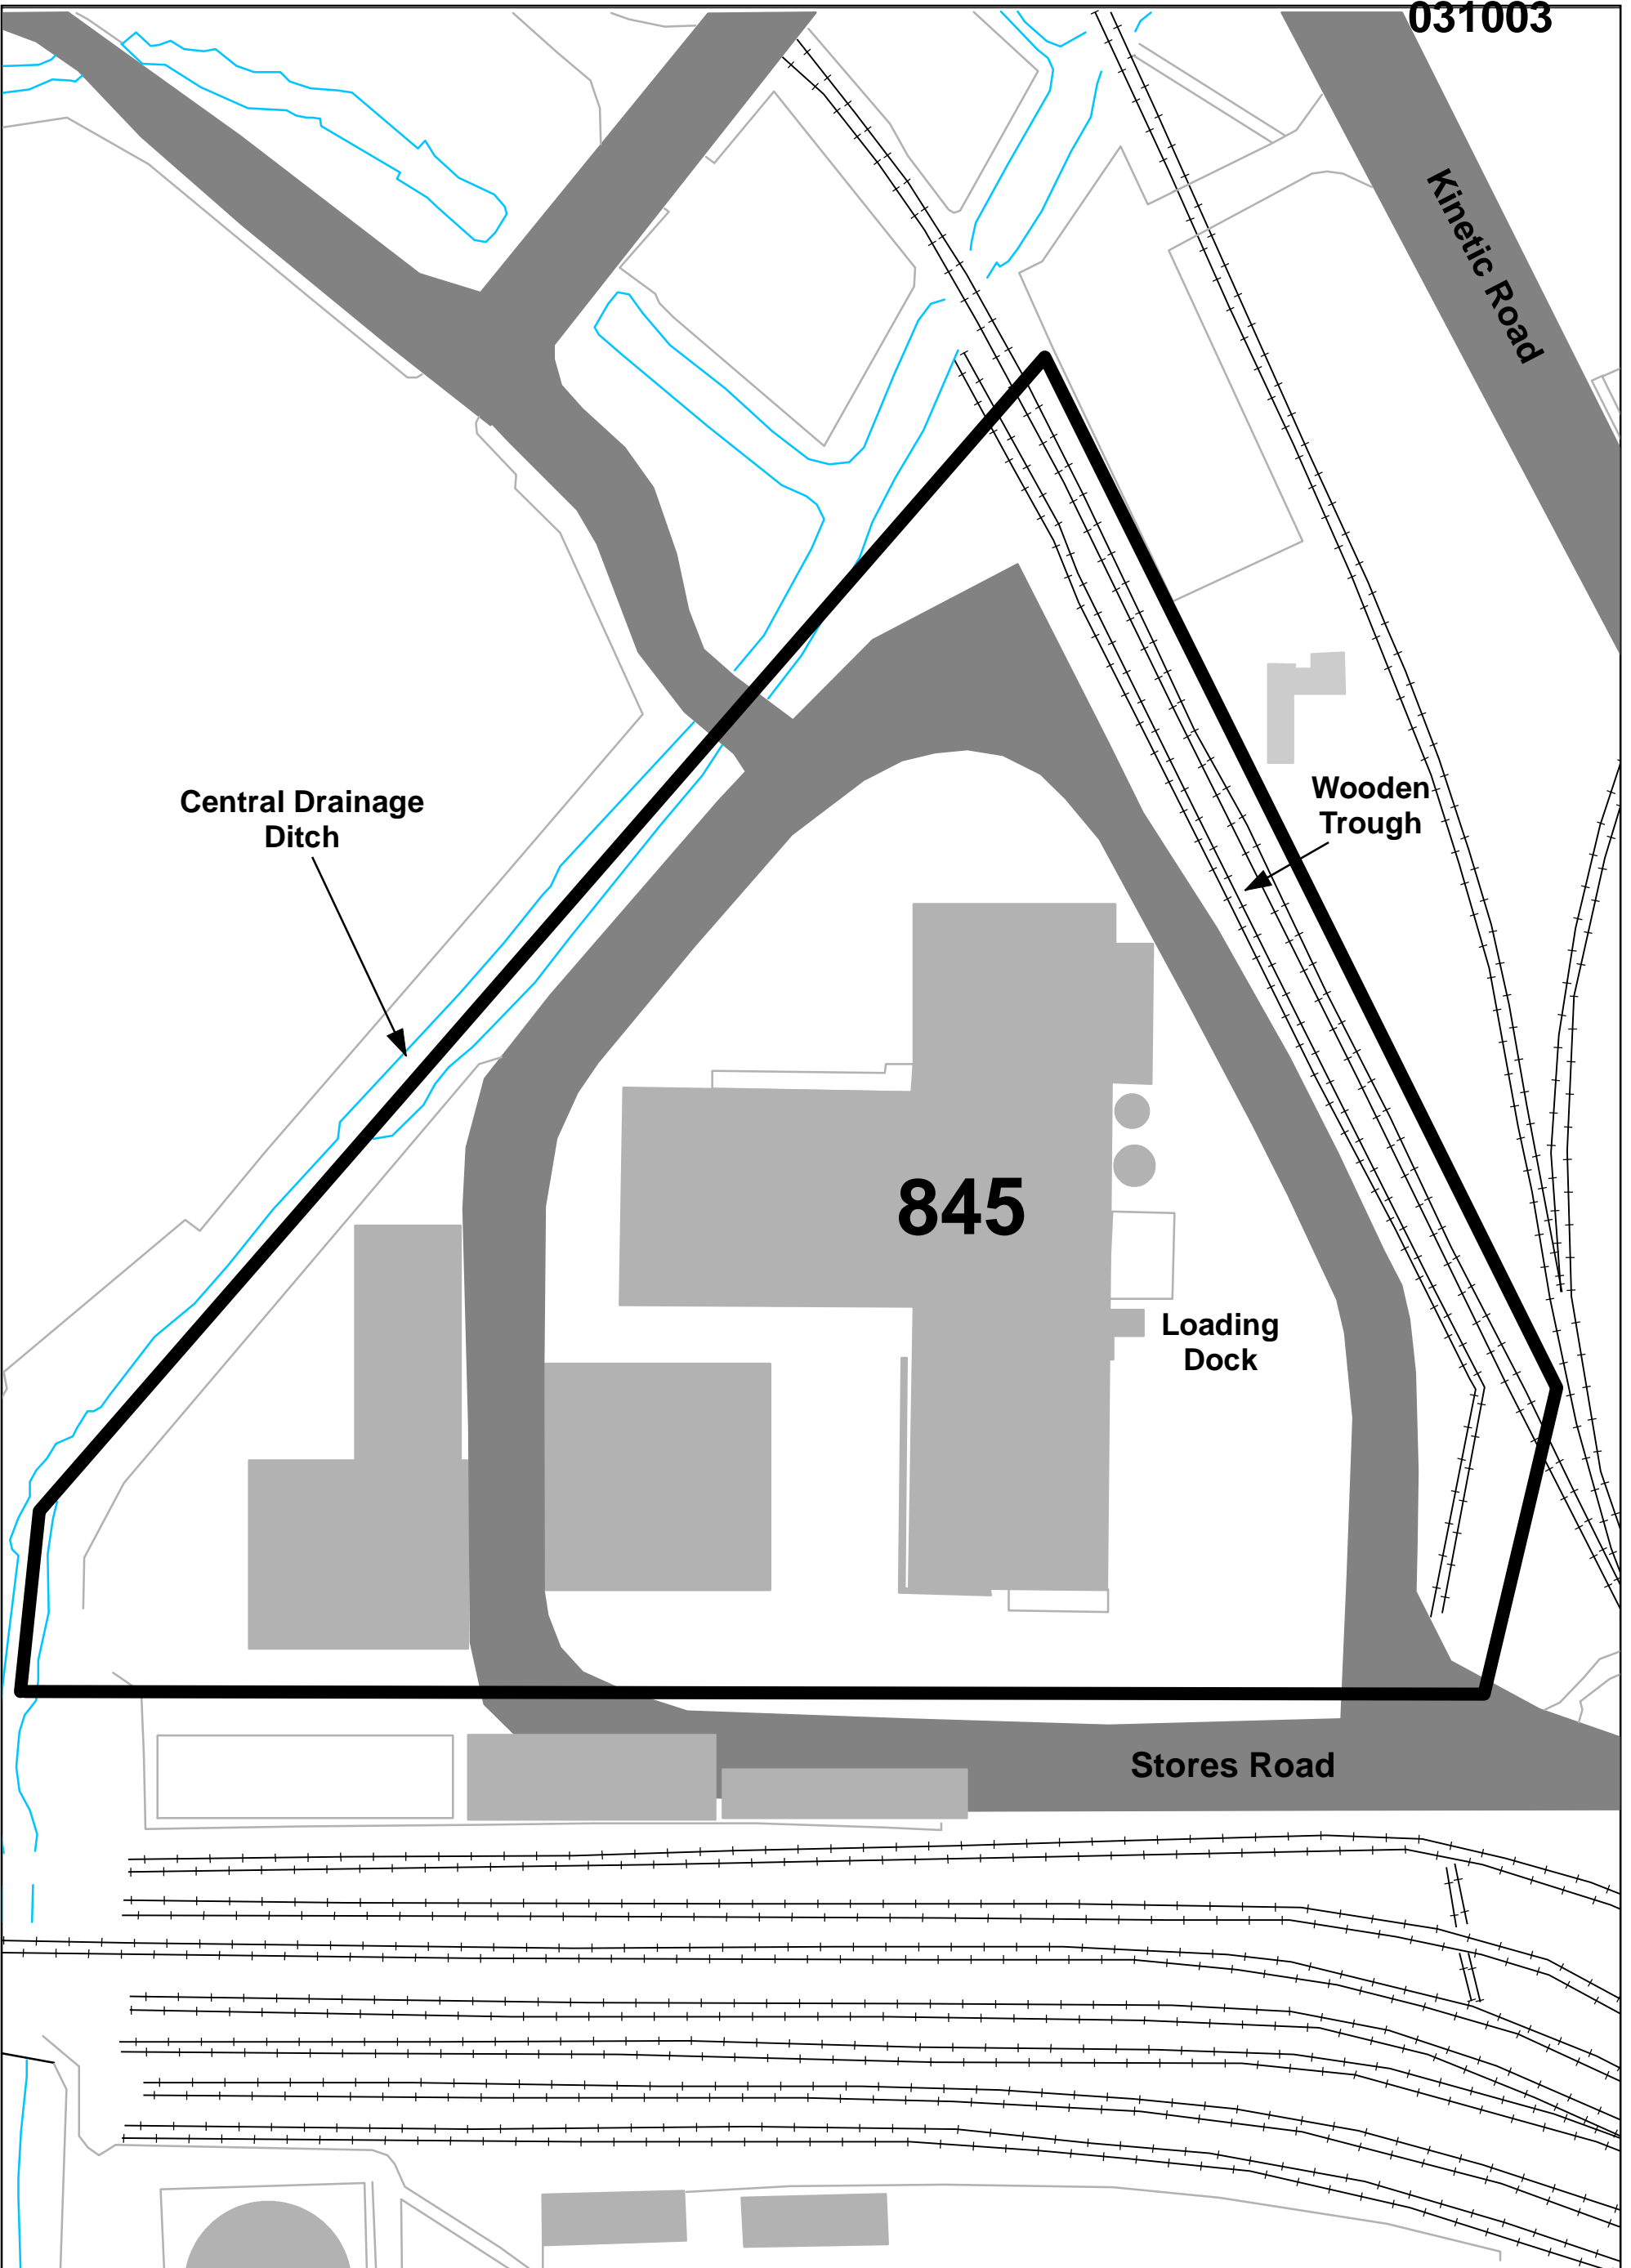 031003
Kinetic Road
Central Drainage
Ditch
Wooden
Trough
845
Loading
Dock
Stores Road